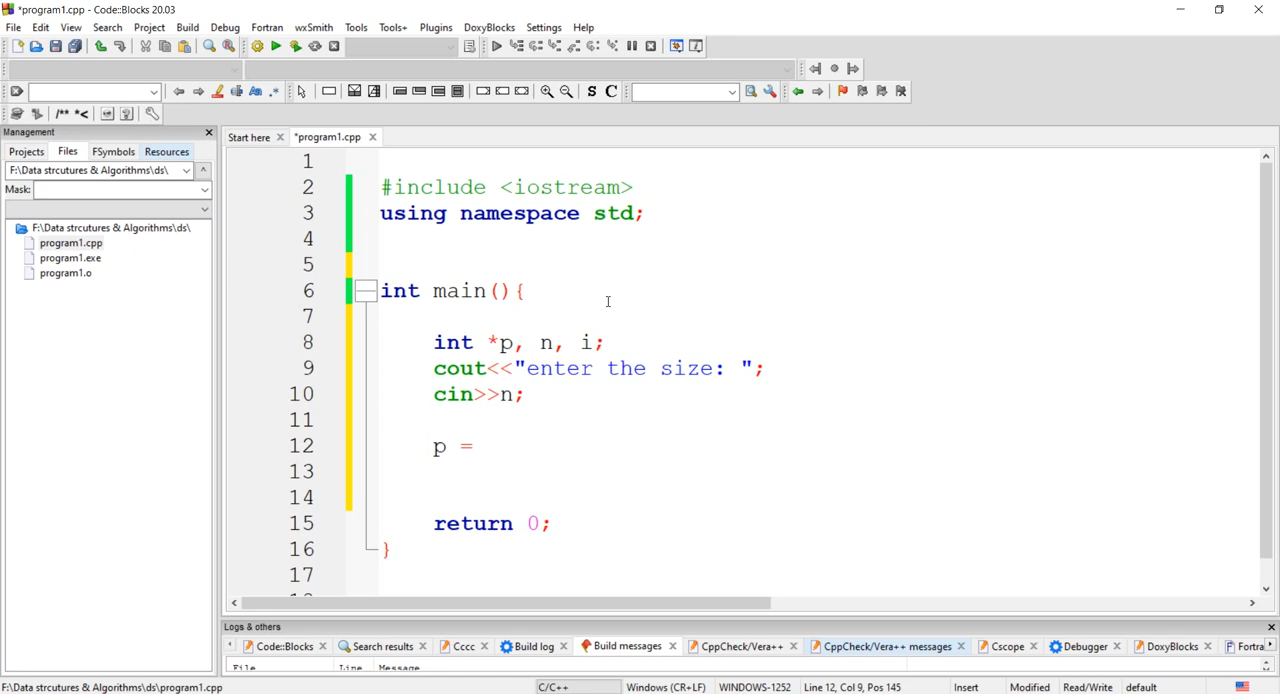 *program1.cpp - Code::Blocks 20.03
File Edit View Search Project Build Debug Fortran wxSmith Tools Tools+ Plugins DoxyBlocks Settings Help
/** *< 
S C
Management
Projects Files FSymbols Resources
F:\Data strcutures & Algorithms\ds\
Mask:
F:\Data strcutures & Algorithms\ds\
program1.cpp
program1.exe
program1.o
Start here *program1.cpp
1
2 #include <iostream>
3 using namespace std;
4
5
6 int main(){
7
8 int *p, n, i;
9 cout<<"enter the size: ";
10 cin>>n;
11
12 p =
13
14
15 return 0;
16 }
17
Logs & others
Code::Blocks Search results Cccc Build log Build messages CppCheck/Vera++ CppCheck/Vera++ messages Cscope Debugger DoxyBlocks Fortra
File Line Message
F:\Data strcutures & Algorithms\ds\program1.cpp C/C++ Windows (CR+LF) WINDOWS-1252 Line 12, Col 9, Pos 145 Insert Modified Read/Write default